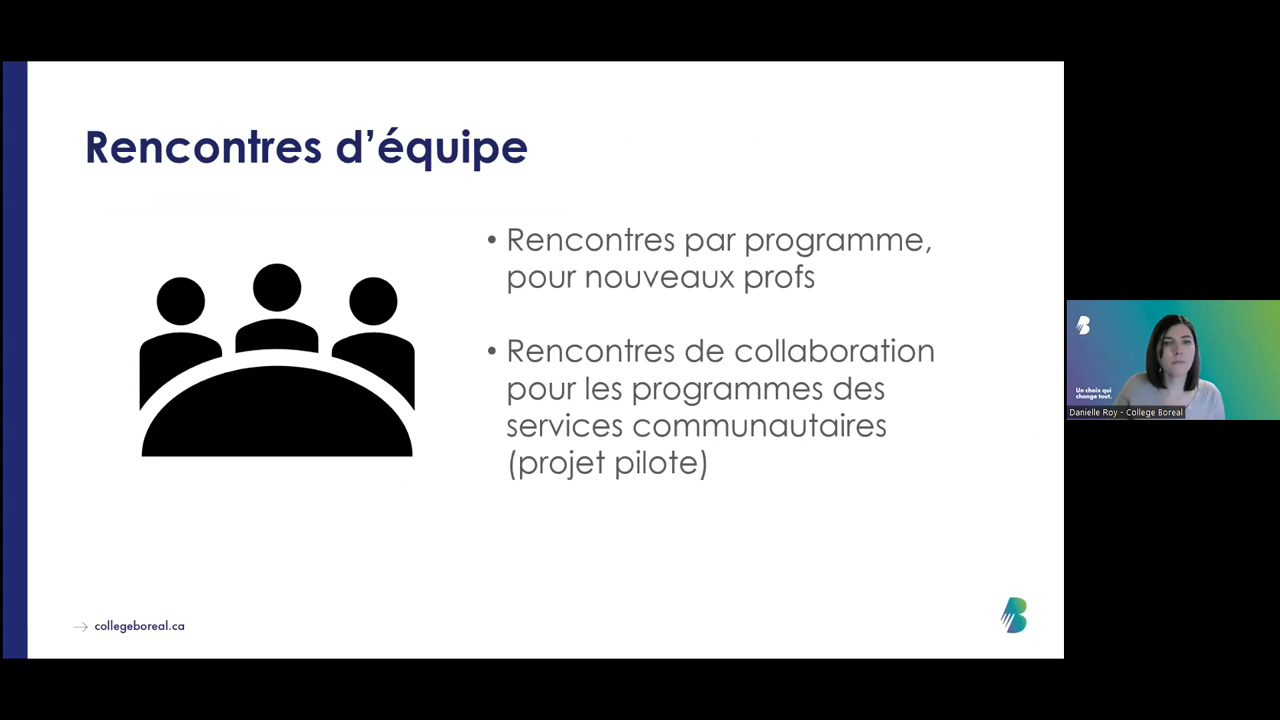 Rencontres d'équipe
• Rencontres par programme,
pour nouveaux profs
• Rencontres de collaboration
pour les programmes des
services communautaires
(projet pilote)
collegeboreal.ca
Un choix qui
change tout.
Danielle Roy - College Boreal